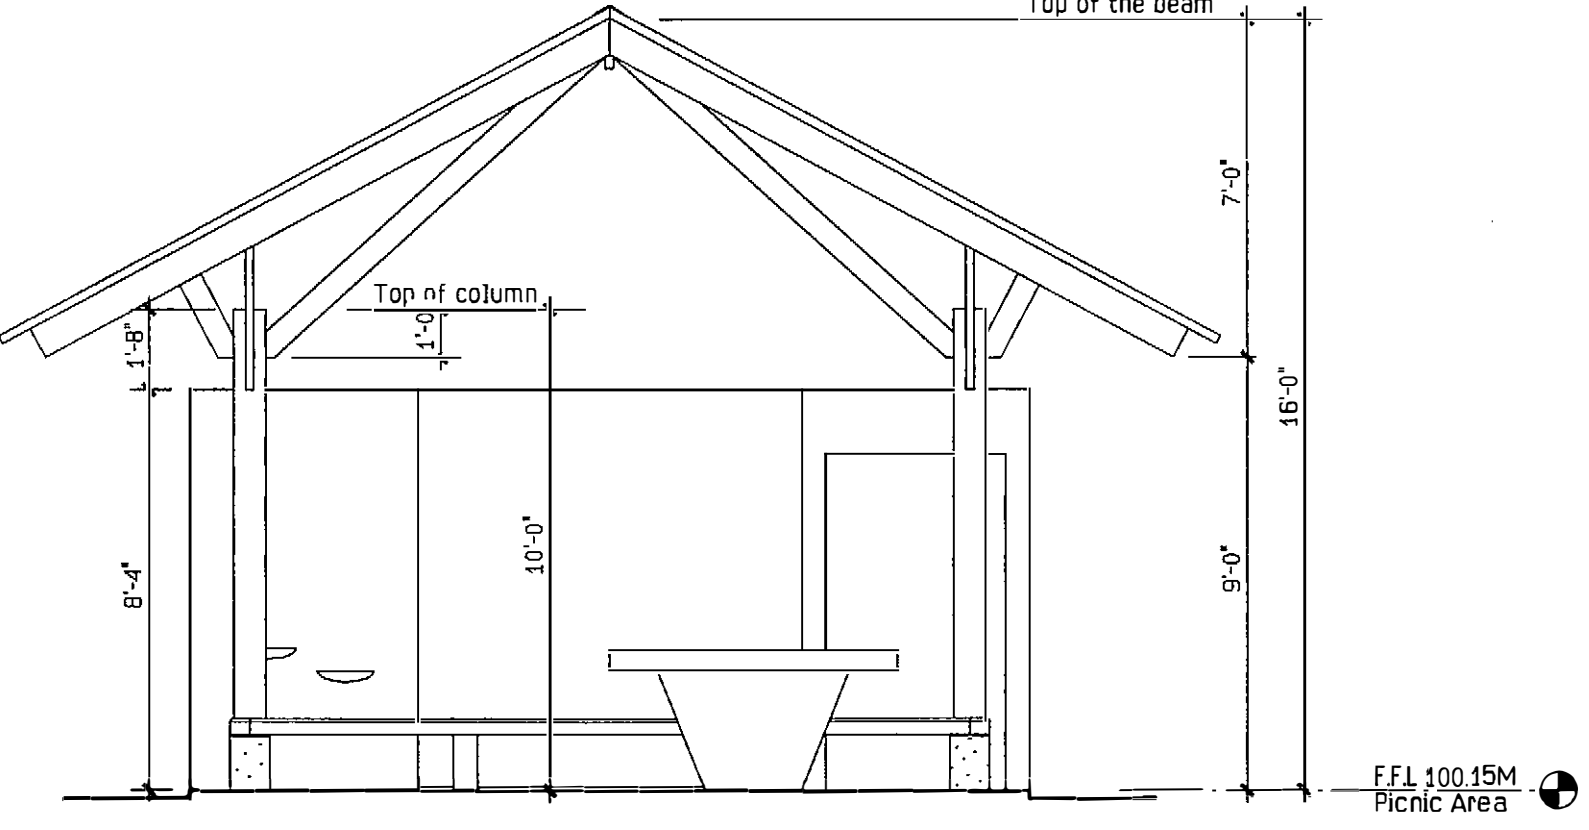 Top of the beam
7'-0"
Top of column
1'-0
1'-8"
16'-0"
10'-0"
9'-0"
8'-4"
F.F.L 100.15M
Picnic Area